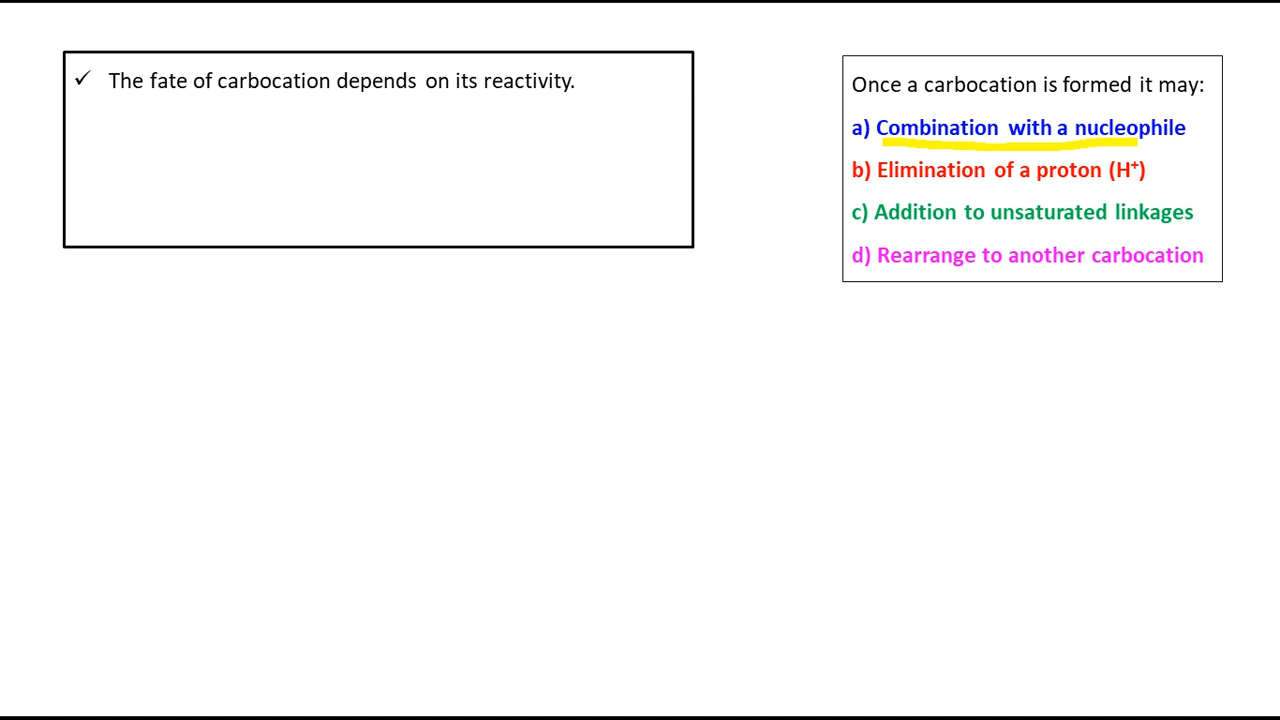 ✓ The fate of carbocation depends on its reactivity.
Once a carbocation is formed it may:
a) Combination with a nucleophile
b) Elimination of a proton (H⁺)
c) Addition to unsaturated linkages
d) Rearrange to another carbocation